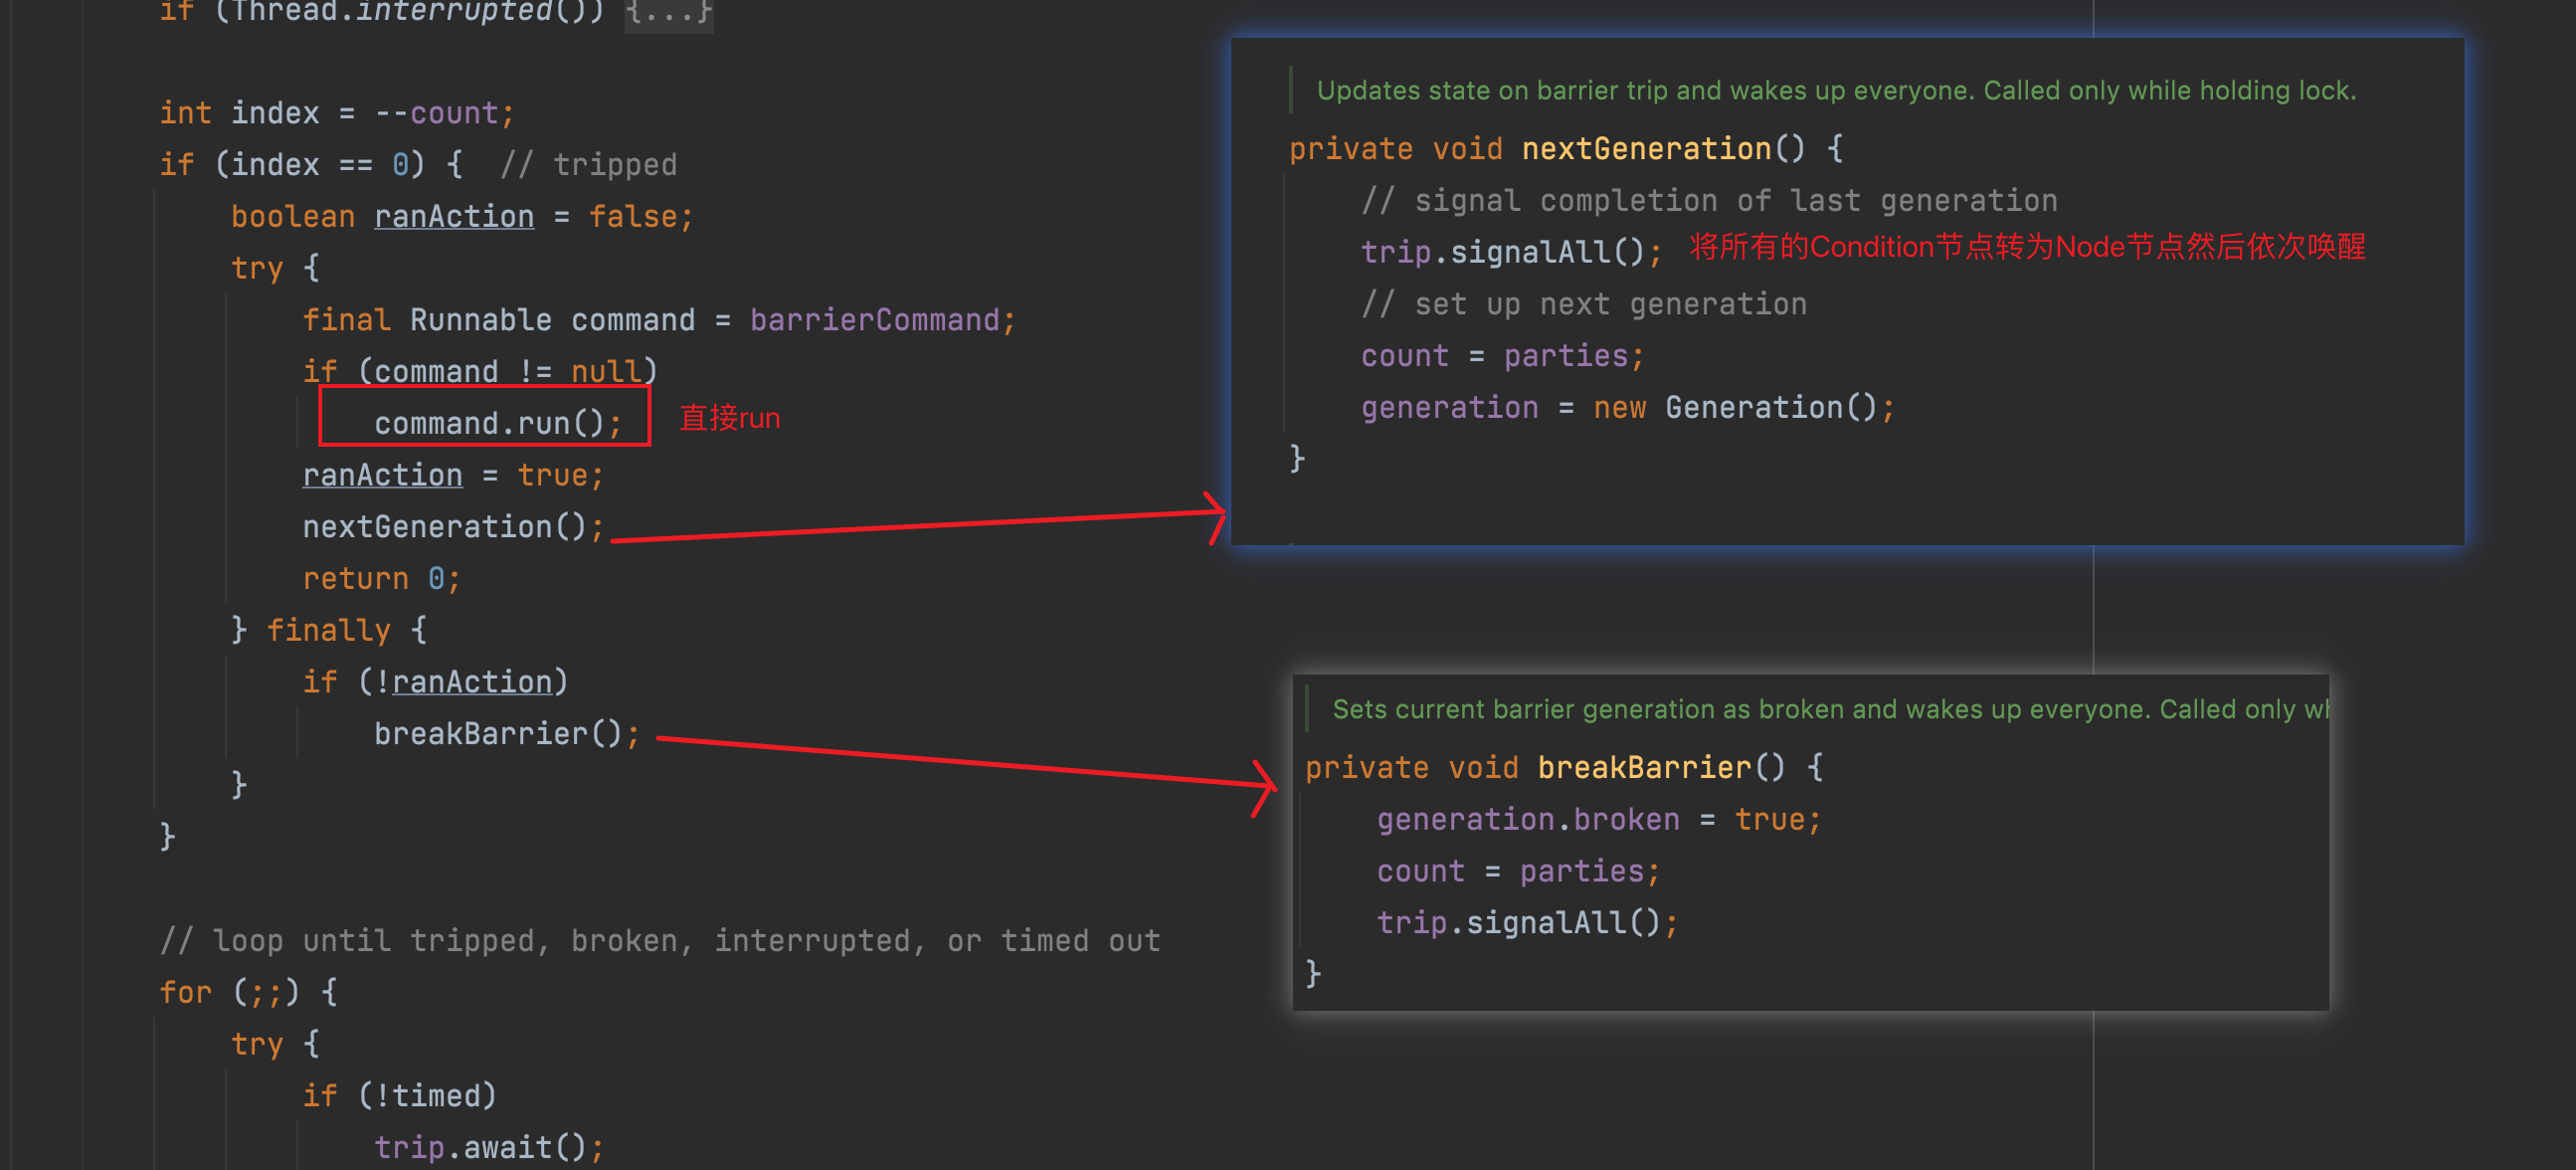 if (Thread.interrupted()) {...}
int index = --count;
if (index == 0) {  // tripped
boolean ranAction = false;
try {
final Runnable command = barrierCommand;
if (command != null)
command.run();
直接run
ranAction = true;
nextGeneration();
return 0;
} finally {
if (!ranAction)
breakBarrier();
}
}
// loop until tripped, broken, interrupted, or timed out
for (;;) {
try {
if (!timed)
trip.await();
Updates state on barrier trip and wakes up everyone. Called only while holding lock.
private void nextGeneration() {
// signal completion of last generation
trip.signalAll(); 将所有的Condition节点转为Node节点然后依次唤醒
// set up next generation
count = parties;
generation = new Generation();
}
Sets current barrier generation as broken and wakes up everyone. Called only
private void breakBarrier() {
generation.broken = true;
count = parties;
trip.signalAll();
}